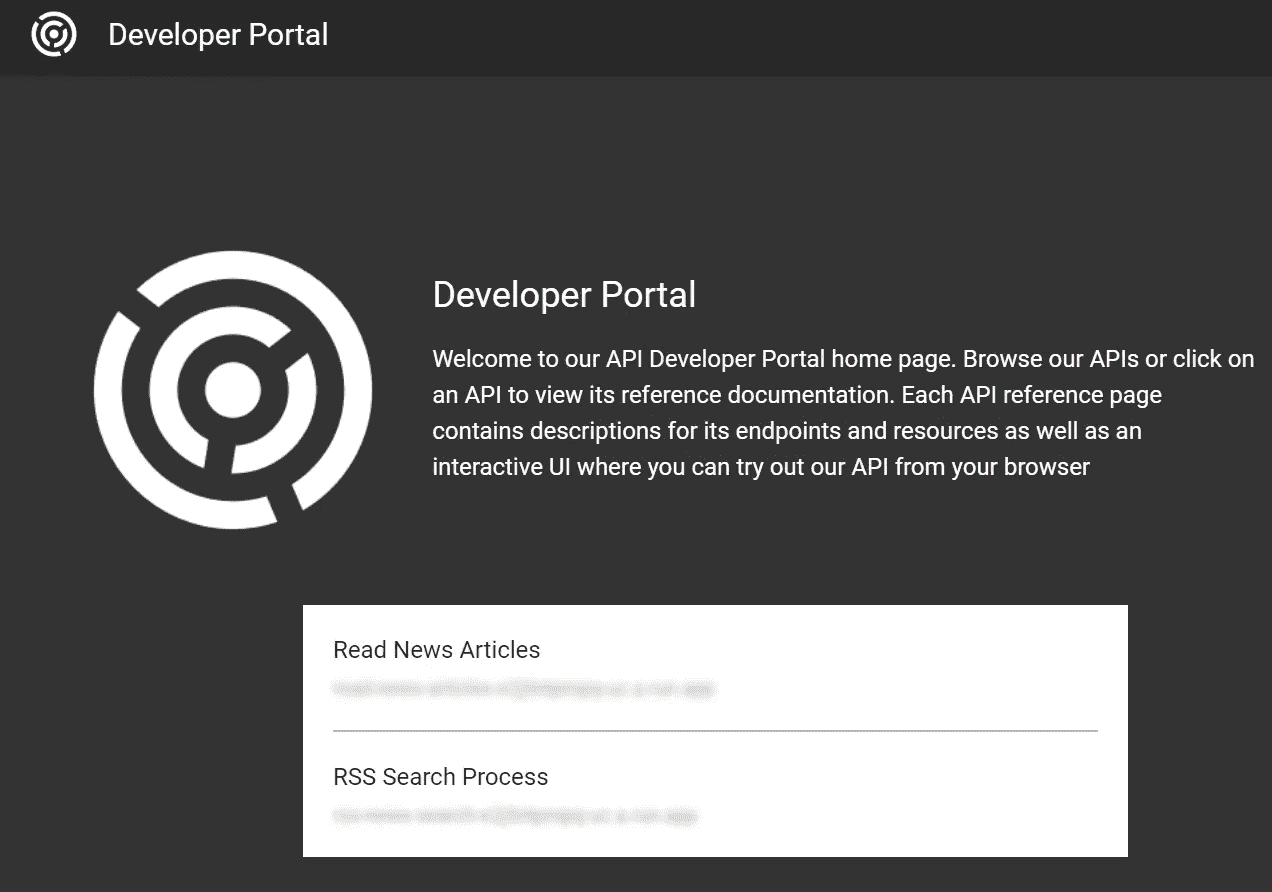 Developer Portal
Developer Portal
Welcome to our API Developer Portal home page. Browse our APIs or click on
an API to view its reference documentation. Each API reference page
contains descriptions for its endpoints and resources as well as an
interactive UI where you can try out our API from your browser
Read News Articles
RSS Search Process